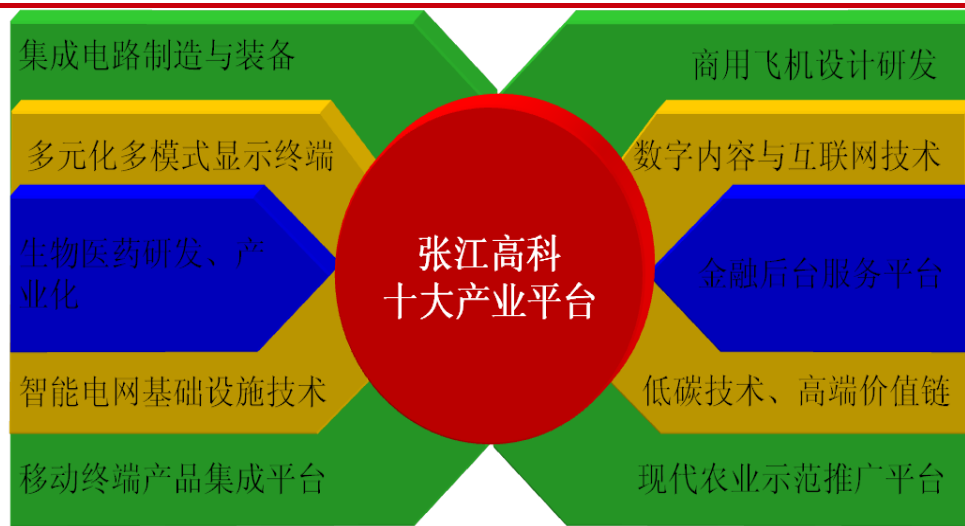 集成电路制造与装备
多元化多模式显示终端
生物医药研发、产
业化
智能电网基础设施技术
移动终端产品集成平台
张江高科
十大产业平台
商用飞机设计研发
数字内容与互联网技术
金融后台服务平台
低碳技术、高端价值链
现代农业示范推广平台